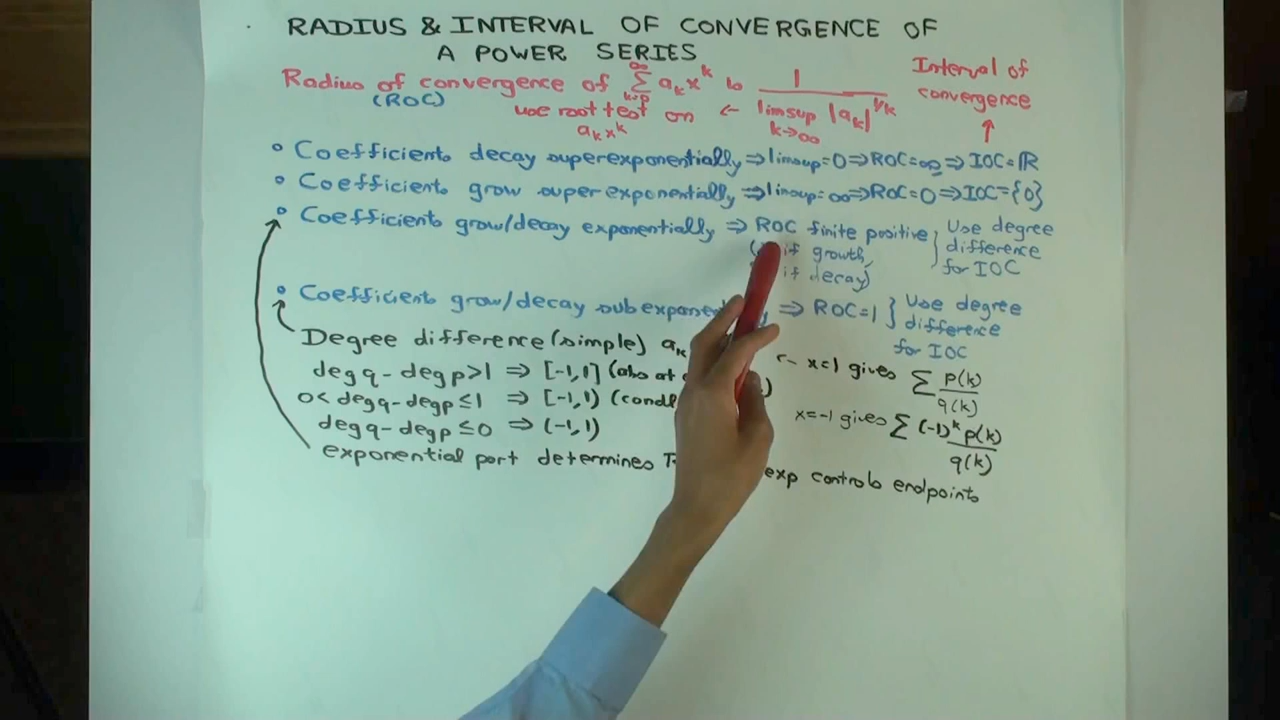 RADIUS & INTERVAL OF CONVERGENCE OF
A POWER SERIES
Radius of convergence of ∞∑k=0 aₖxᵏ is 1/(limsup k→∞ |aₖ|^1/k)
(ROC)
use root test on ←
aₖxᵏ
Interval of
convergence
↑
• Coefficients decay superexponentially ⇒ limsup=0 ⇒ ROC=∞ ⇒ IOC=ℝ
• Coefficients grow superexponentially ⇒ limsup=∞ ⇒ ROC=0 ⇒ IOC={0}
• Coefficients grow/decay exponentially ⇒ ROC finite positive } Use degree
difference
for IOC
if growth,
if decay)
• Coefficients grow/decay subexponen y ⇒ ROC=1 } Use degree
difference
for IOC
Degree difference (simple) aₖ
deg q - deg p > 1 ⇒ [-1,1] (abs at
0 < deg q - deg p ≤ 1 ⇒ [-1,1) (cond
deg q - deg p ≤ 0 ⇒ (-1,1)
x=1 gives ∑ p(k)/q(k)
x=-1 gives ∑ (-1)ᵏ p(k)/q(k)
exponential part determines exp controls endpoints